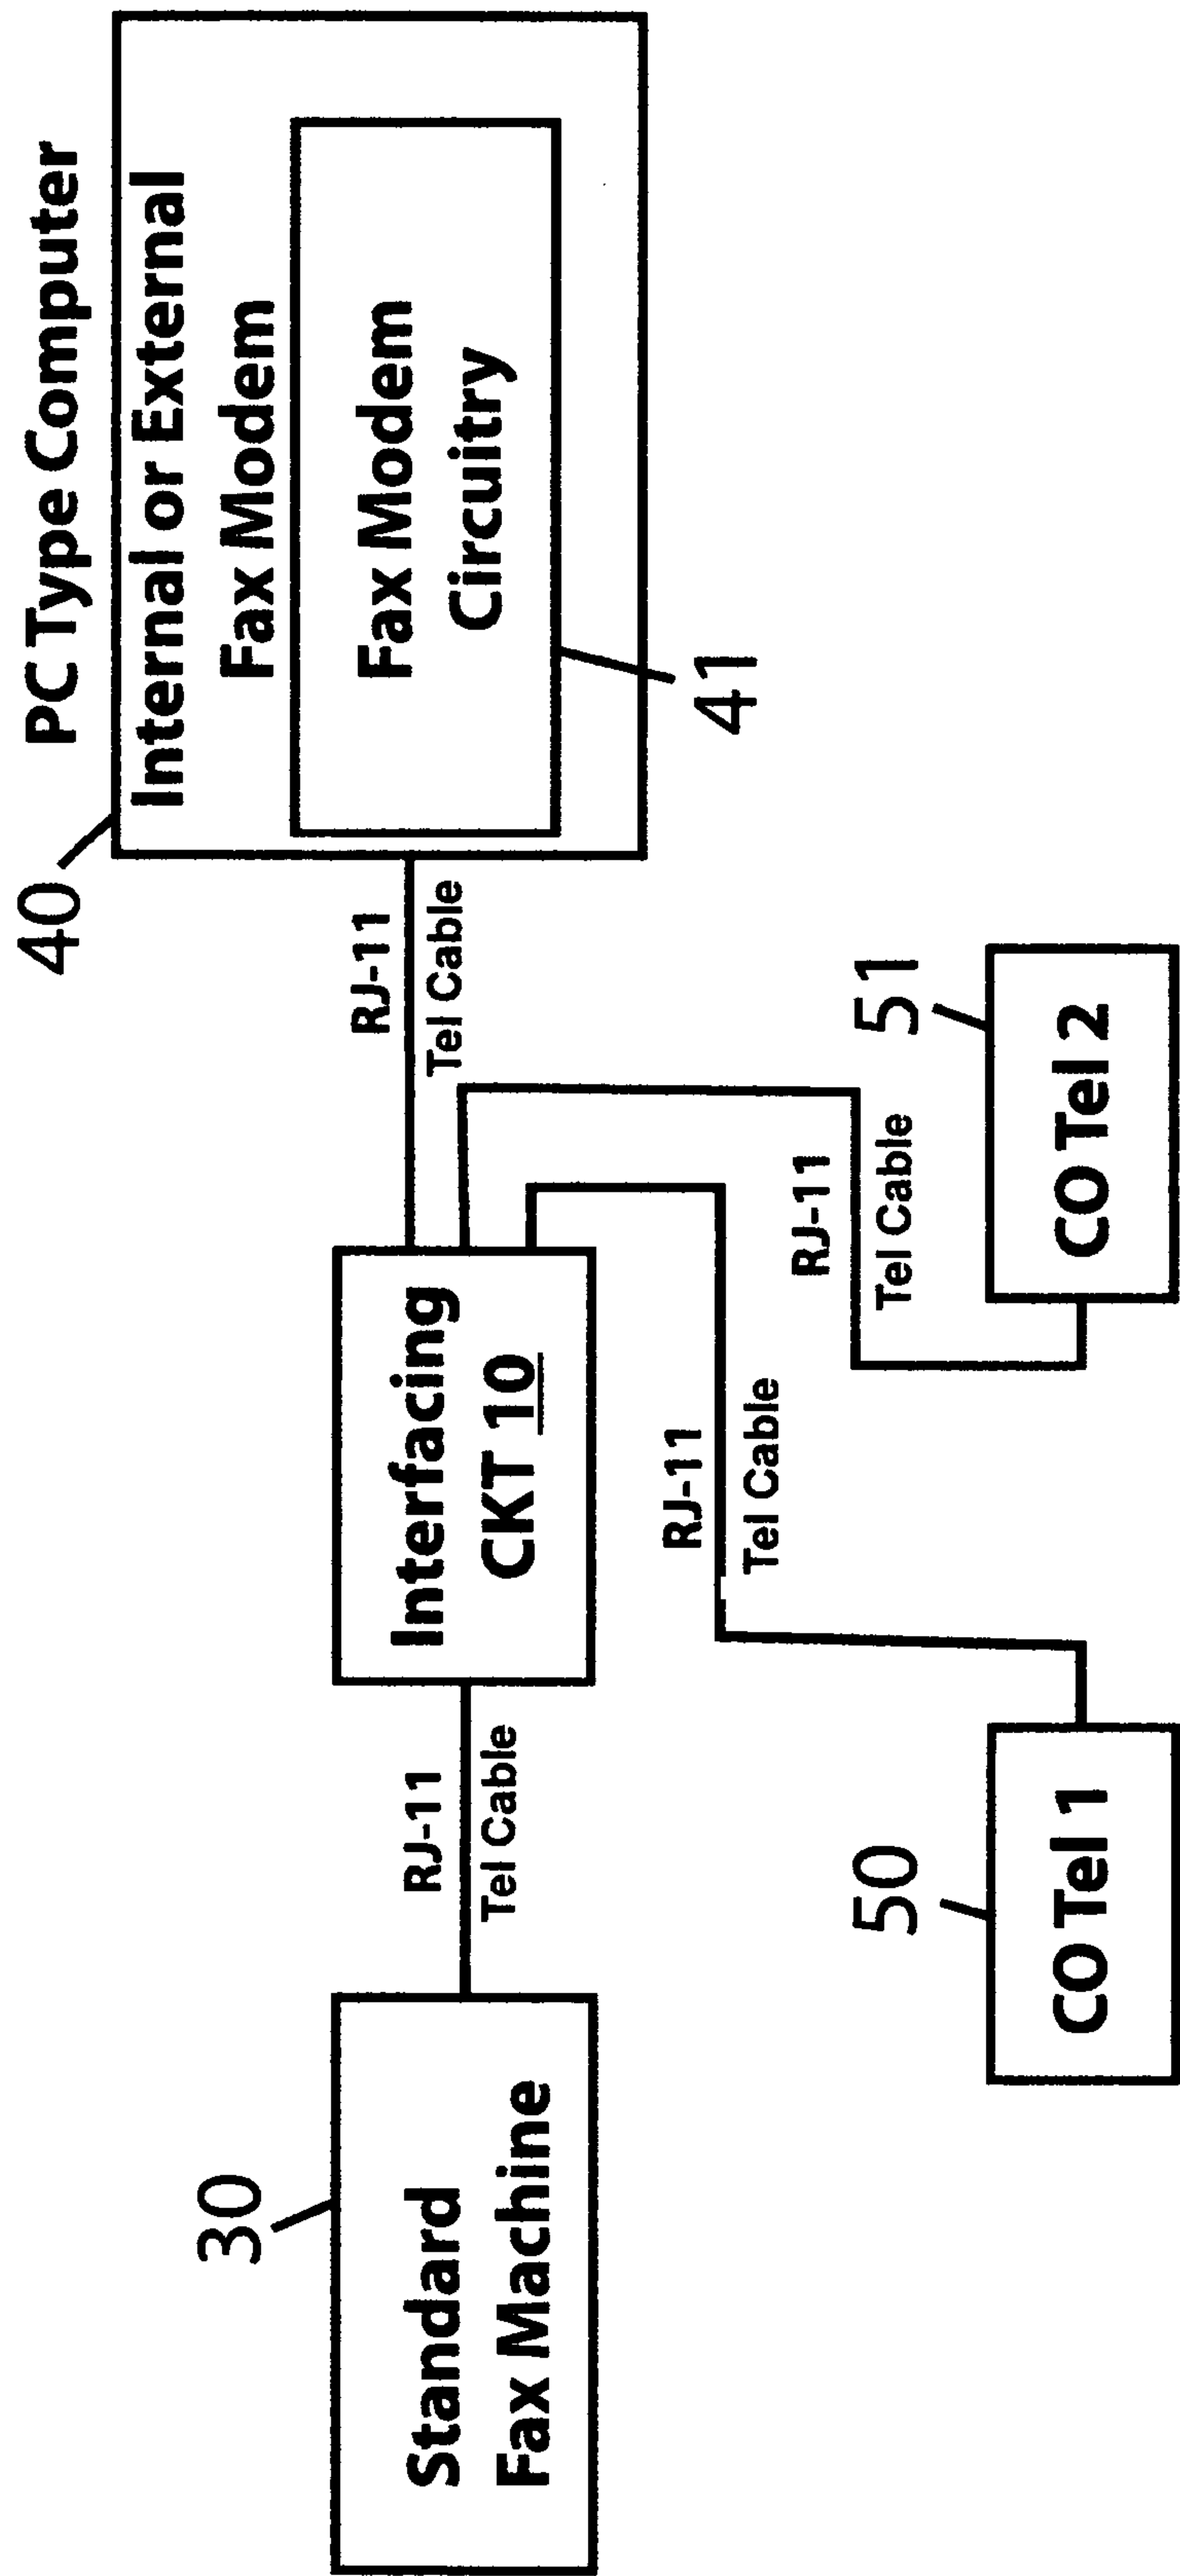 PC Type Computer
40
Internal or External
Fax Modem
Fax Modem
Circuitry
41
RJ-11
Tel Cable
Interfacing
CKT 10
RJ-11
Tel Cable
30
Standard
Fax Machine
RJ-11
Tel Cable
RJ-11
Tel Cable
50
CO Tel 1
51
CO Tel 2